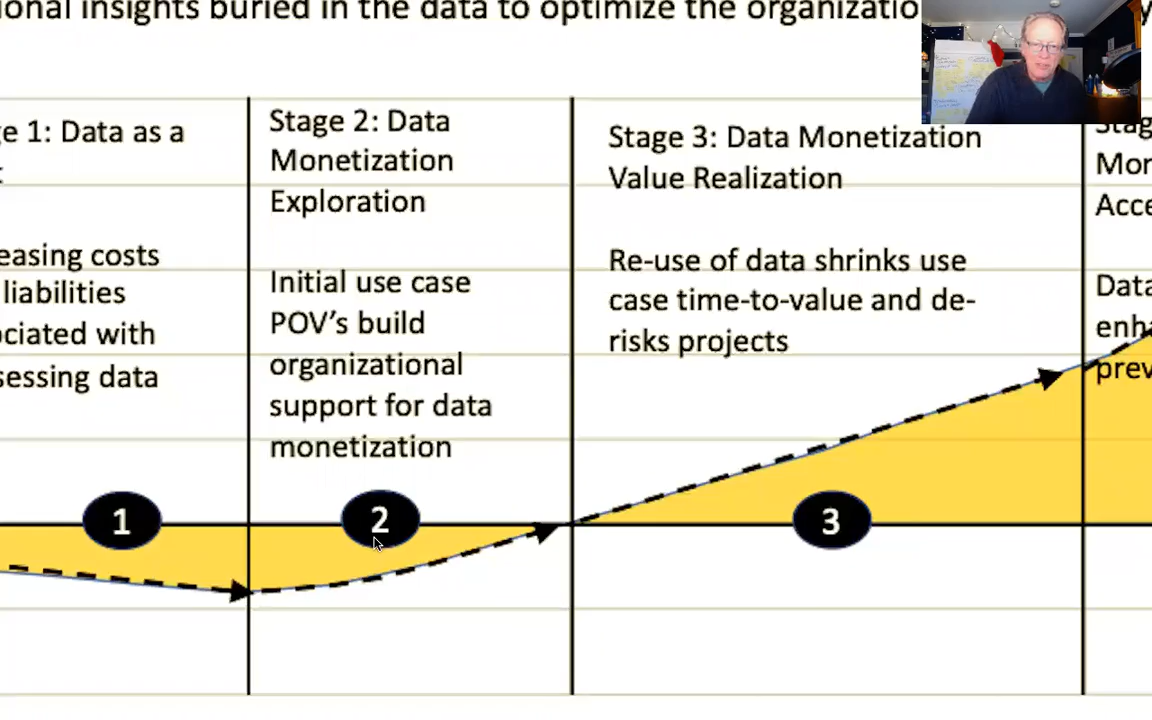 onal insights buried in the data to optimize the organizatio
e 1: Data as a
Stage 2: Data
Monetization
Exploration
Stage 3: Data Monetization
Value Realization
Stag
Mor
Acce
easing costs
liabilities
ociated with
sessing data
Initial use case
POV’s build
organizational
support for data
monetization
Re-use of data shrinks use
case time-to-value and de-
risks projects
Data
enha
prev
1
2
3